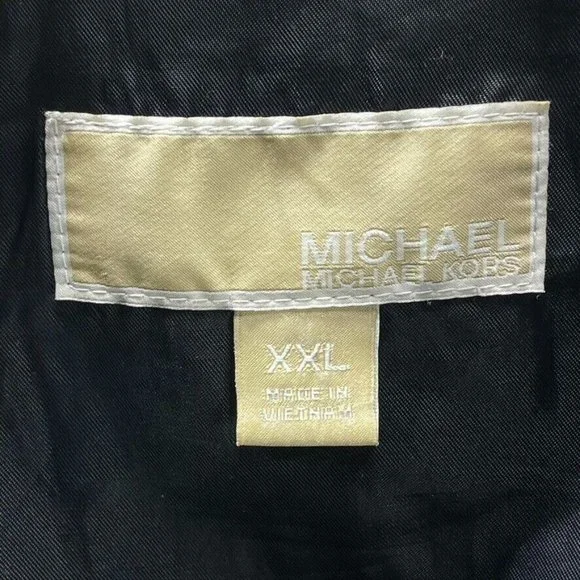 MICHAEL
MICHAEL KORS
XXL
MADE IN
VIETNAM